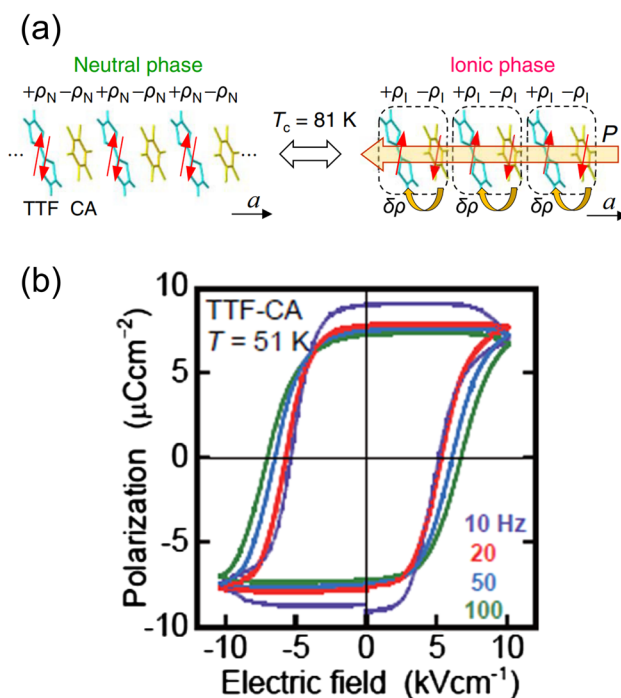 (a)
Neutral phase
Ionic phase
+ρN −ρN +ρN −ρN +ρN −ρN
Tc = 81 K
+ρI −ρI +ρI −ρI +ρI −ρI
P
... ...
TTF CA
a
δρ δρ δρ
a
(b)
TTF-CA
T = 51 K
10
5
0
-5
-10
Polarization (μCcm⁻²)
10 Hz
20
50
100
-10 -5 0 5 10
Electric field (kVcm⁻¹)